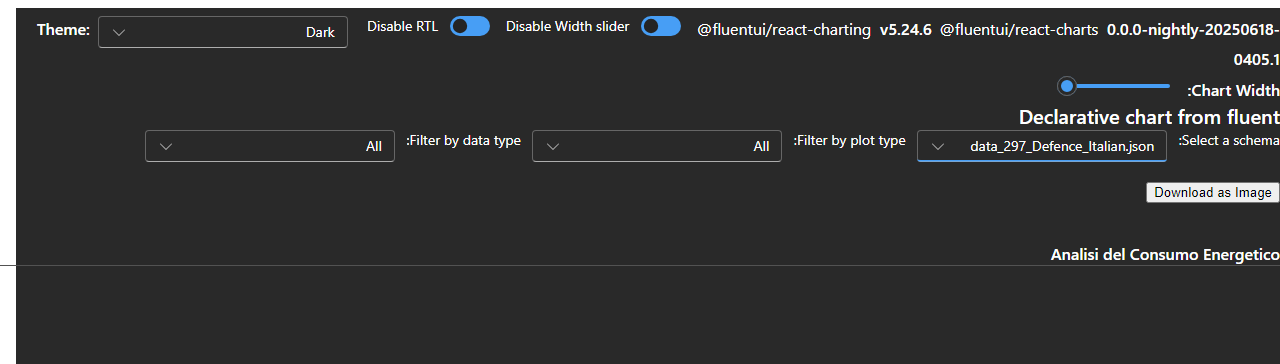 Theme: Dark Disable RTL Disable Width slider @fluentui/react-charting v5.24.6 @fluentui/react-charts 0.0.0-nightly-20250618-
0405.1
:Chart Width
Declarative chart from fluent
All :Filter by data type All :Filter by plot type data_297_Defence_Italian.json :Select a schema
Download as Image
Analisi del Consumo Energetico